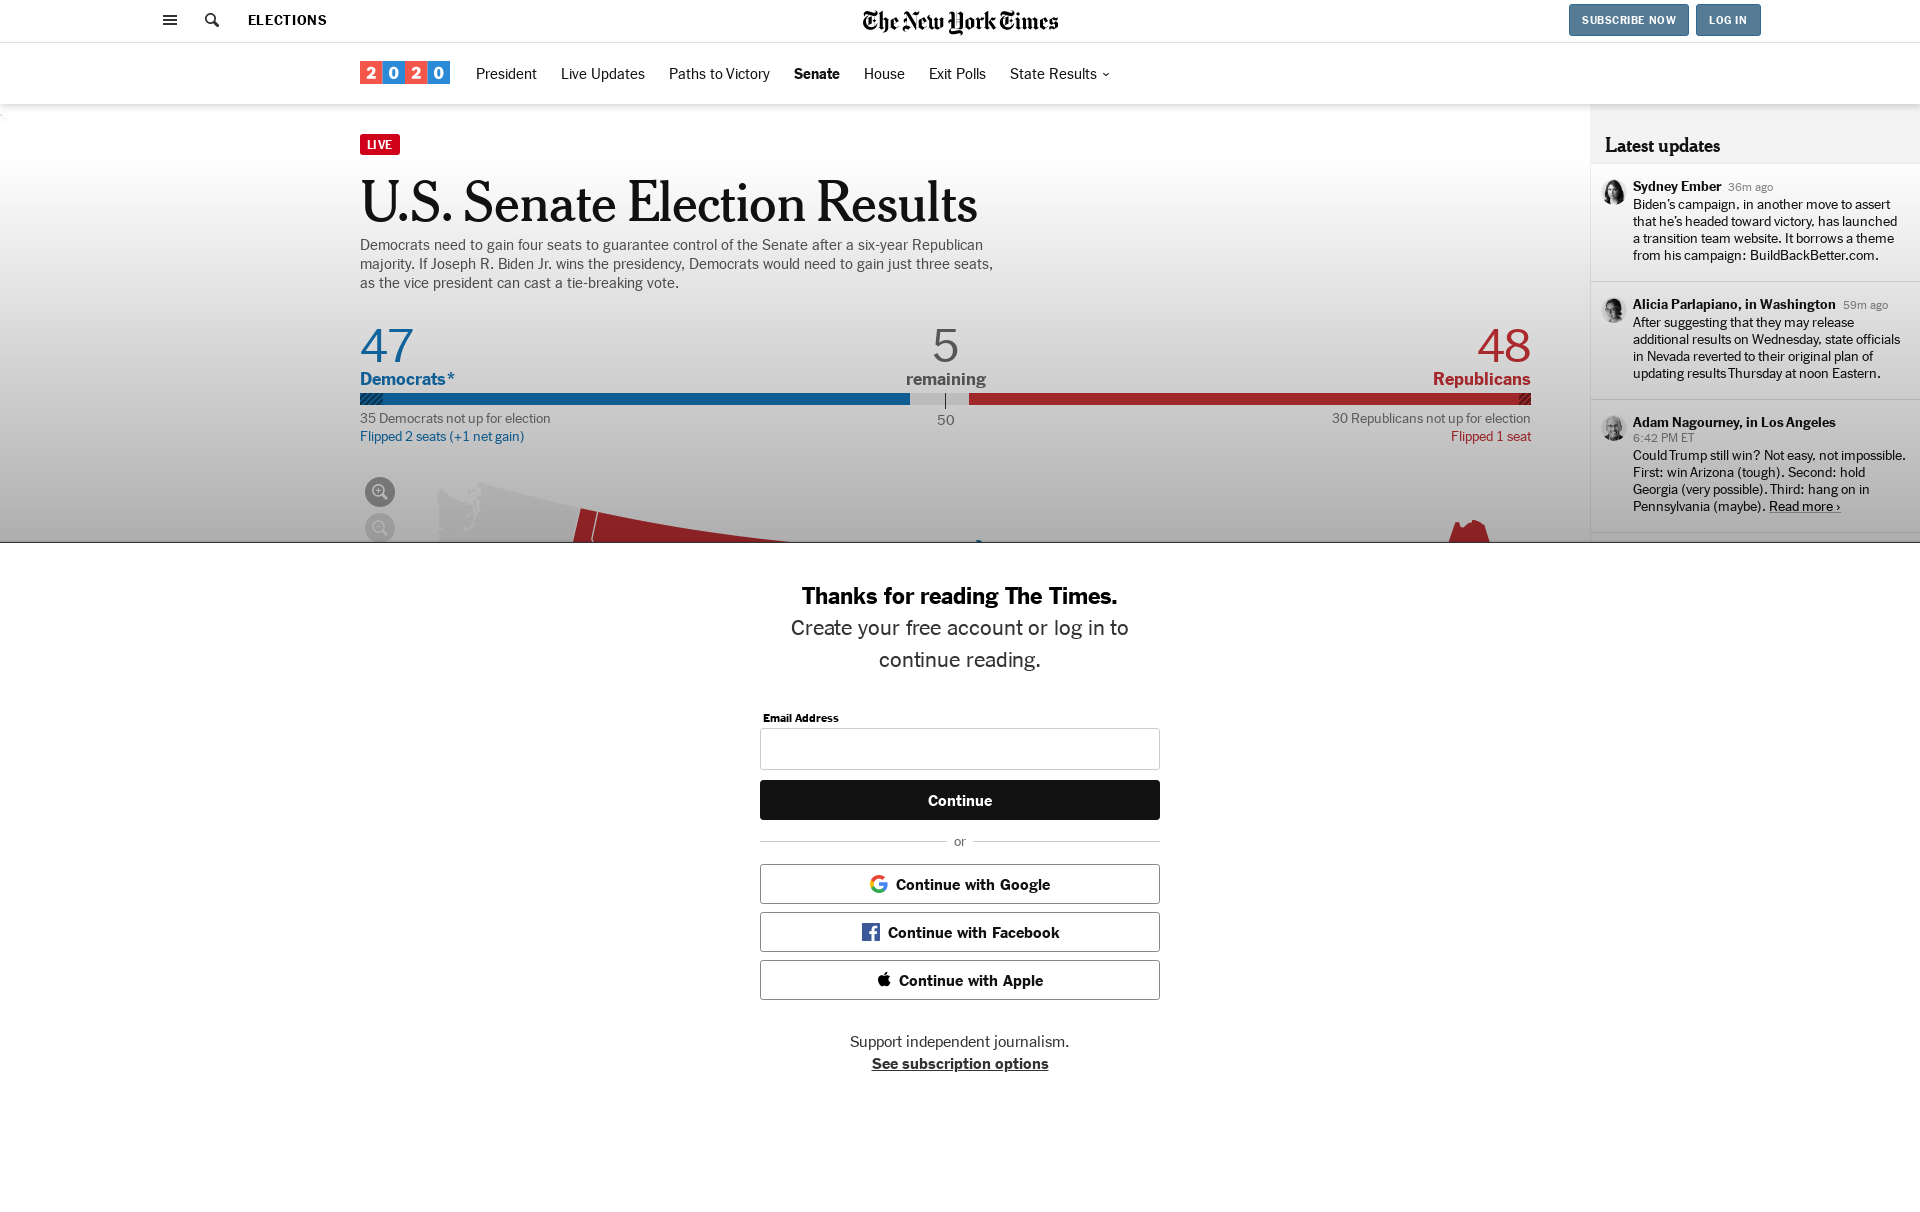 ELECTIONS
The New York Times
SUBSCRIBE NOW
LOG IN
2020
President
Live Updates
Paths to Victory
Senate
House
Exit Polls
State Results
LIVE
U.S. Senate Election Results
Democrats need to gain four seats to guarantee control of the Senate after a six-year Republican
majority. If Joseph R. Biden Jr. wins the presidency, Democrats would need to gain just three seats,
as the vice president can cast a tie-breaking vote.
47
Democrats*
5
remaining
48
Republicans
35 Democrats not up for election
Flipped 2 seats (+1 net gain)
50
30 Republicans not up for election
Flipped 1 seat
Latest updates
Sydney Ember 36m ago
Biden's campaign, in another move to assert
that he's headed toward victory, has launched
a transition team website. It borrows a theme
from his campaign: BuildBackBetter.com.
Alicia Parlapiano, in Washington 59m ago
After suggesting that they may release
additional results on Wednesday, state officials
in Nevada reverted to their original plan of
updating results Thursday at noon Eastern.
Adam Nagourney, in Los Angeles
6:42 PM ET
Could Trump still win? Not easy, not impossible.
First: win Arizona (tough). Second: hold
Georgia (very possible). Third: hang on in
Pennsylvania (maybe). Read more ›
Thanks for reading The Times.
Create your free account or log in to
continue reading.
Email Address
Continue
or
Continue with Google
Continue with Facebook
Continue with Apple
Support independent journalism.
See subscription options